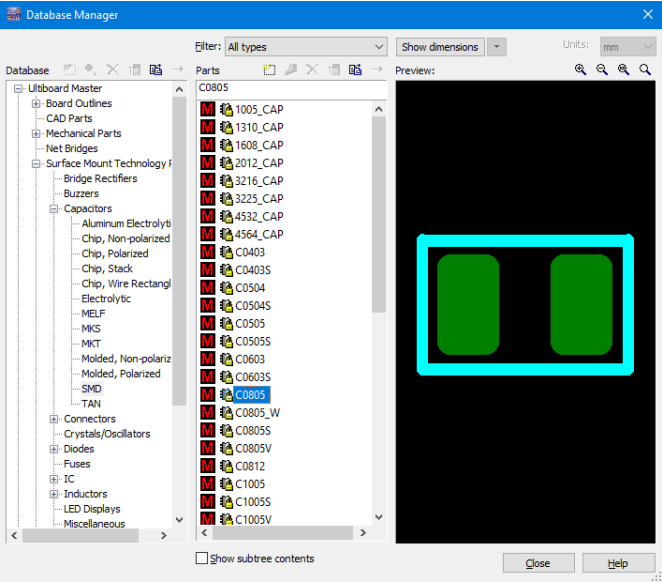 Database Manager
Filter: All types
Show dimensions
Units: mm
Database
Parts
Preview:
Ultiboard Master
Board Outlines
CAD Parts
Mechanical Parts
Net Bridges
Surface Mount Technology P
Bridge Rectifiers
Buzzers
Capacitors
Aluminum Electrolyti
Chip, Non-polarized
Chip, Polarized
Chip, Stack
Chip, Wire Rectangl
Electrolytic
MELF
MKS
MKT
Molded, Non-polariz
Molded, Polarized
SMD
TAN
Connectors
Crystals/Oscillators
Diodes
Fuses
IC
Inductors
LED Displays
Miscellaneous
C0805
M 1005_CAP
M 1310_CAP
M 1608_CAP
M 2012_CAP
M 3216_CAP
M 3225_CAP
M 4532_CAP
M 4564_CAP
M C0403
M C0403S
M C0504
M C0504S
M C0505
M C0505S
M C0603
M C0603S
M C0805
M C0805_W
M C0805S
M C0805V
M C0812
M C1005
M C1005S
M C1005V
Show subtree contents
Close
Help